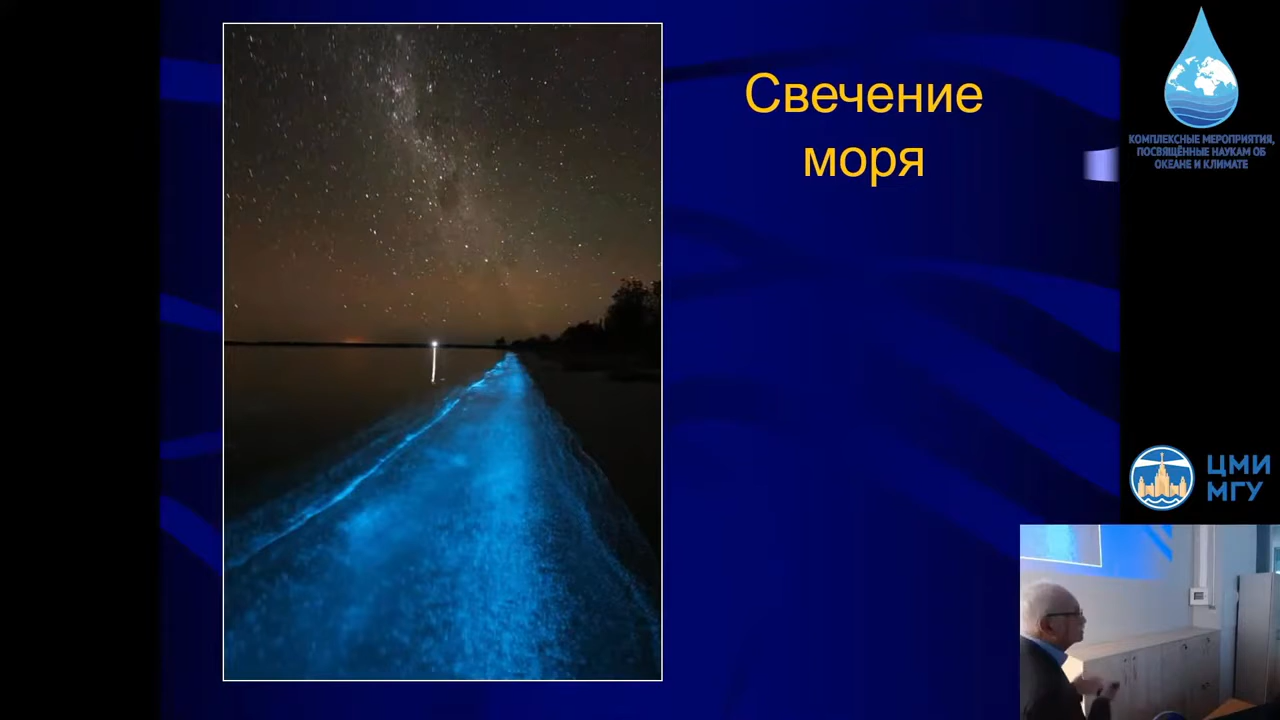 Свечение
моря
КОМПЛЕКСНЫЕ МЕРОПРИЯТИЯ,
ПОСВЯЩЁННЫЕ НАУКАМ ОБ
ОКЕАНЕ И КЛИМАТЕ
ЦМИ
МГУ